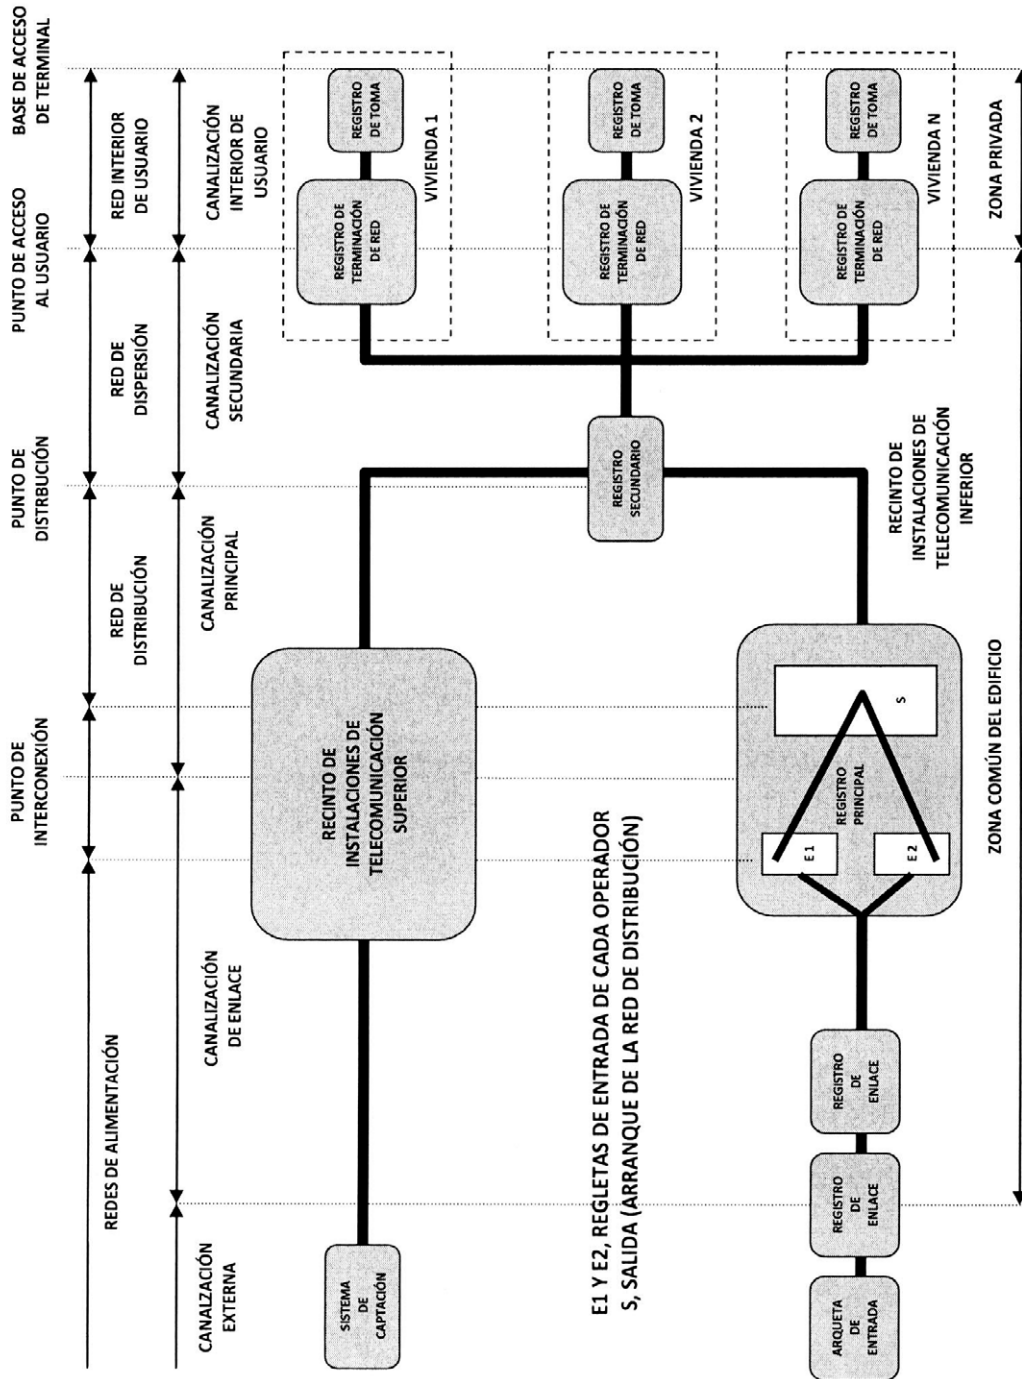 PUNTO DE
INTERCONEXIÓN
PUNTO DE
DISTRBUCIÓN
PUNTO DE ACCESO
AL USUARIO
BASE DE ACCESO
DE TERMINAL
REDES DE ALIMENTACIÓN
RED DE
DISTRIBUCIÓN
RED DE
DISPERSIÓN
RED INTERIOR
DE USUARIO
CANALZACIÓN
EXTERNA
CANALIZACIÓN
DE ENLACE
CANALIZACIÓN
PRINCIPAL
CANALIZACIÓN
SECUNDARIA
CANALIZACIÓN
INTERIOR DE
USUARIO
SISTEMA
DE
CAPTACIÓN
RECINTO DE
INSTALACIONES DE
TELECOMUNICACIÓN
SUPERIOR
REGISTRO DE
TERMINACIÓN
DE RED
REGISTRO
DE TOMA
VIVIENDA 1
E1 Y E2, REGLETAS DE ENTRADA DE CADA OPERADOR
S, SALIDA (ARRANQUE DE LA RED DE DISTRIBUCIÓN)
REGISTRO
SECUNDARIO
REGISTRO DE
TERMINACIÓN
DE RED
REGISTRO
DE TOMA
VIVIENDA 2
ARQUETA
DE
ENTRADA
REGISTRO
DE
ENLACE
REGISTRO
DE
ENLACE
E 1
E 2
REGISTRO
PRINCIPAL
S
RECINTO DE
INSTALACIONES DE
TELECOMUNICACIÓN
INFERIOR
REGISTRO DE
TERMINACIÓN
DE RED
REGISTRO
DE TOMA
VIVIENDA N
ZONA COMÚN DEL EDIFICIO
ZONA PRIVADA